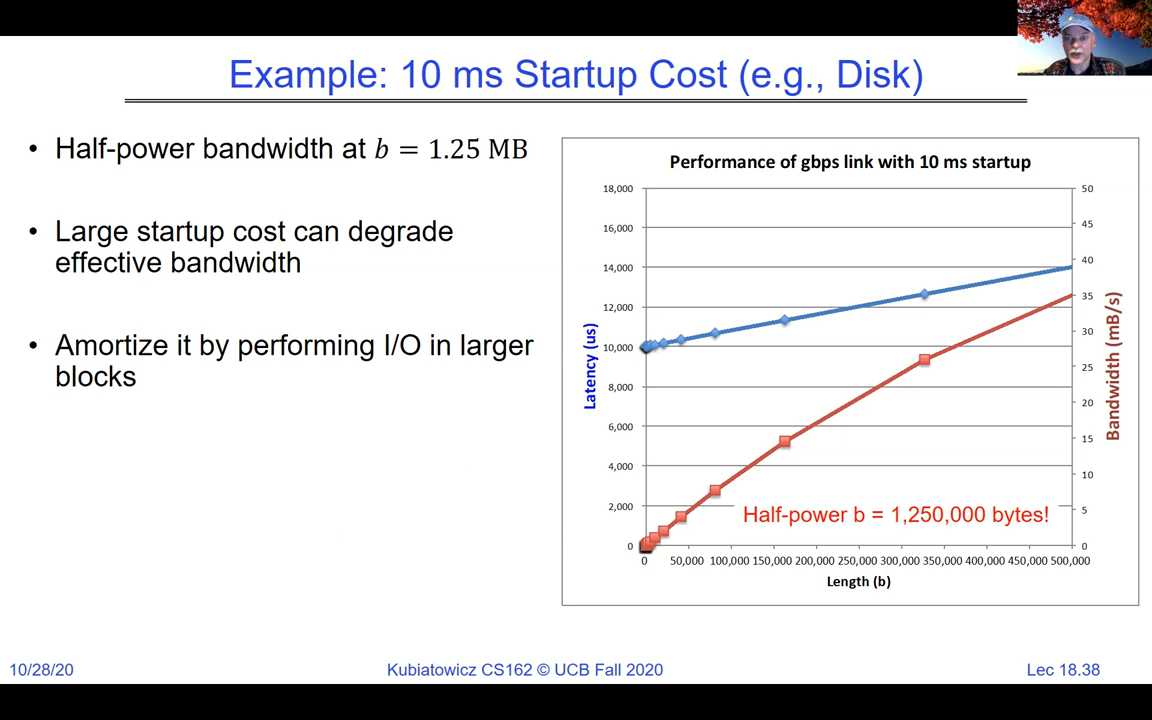 Example: 10 ms Startup Cost (e.g., Disk)
• Half-power bandwidth at b = 1.25 MB
• Large startup cost can degrade
effective bandwidth
• Amortize it by performing I/O in larger
blocks
Performance of gbps link with 10 ms startup
18,000
16,000
14,000
12,000
10,000
8,000
6,000
4,000
2,000
0
Latency (us)
50
45
40
35
30
25
20
15
10
5
0
Bandwidth (mB/s)
Half-power b = 1,250,000 bytes!
0 50,000 100,000 150,000 200,000 250,000 300,000 350,000 400,000 450,000 500,000
Length (b)
10/28/20 Kubiatowicz CS162 © UCB Fall 2020 Lec 18.38